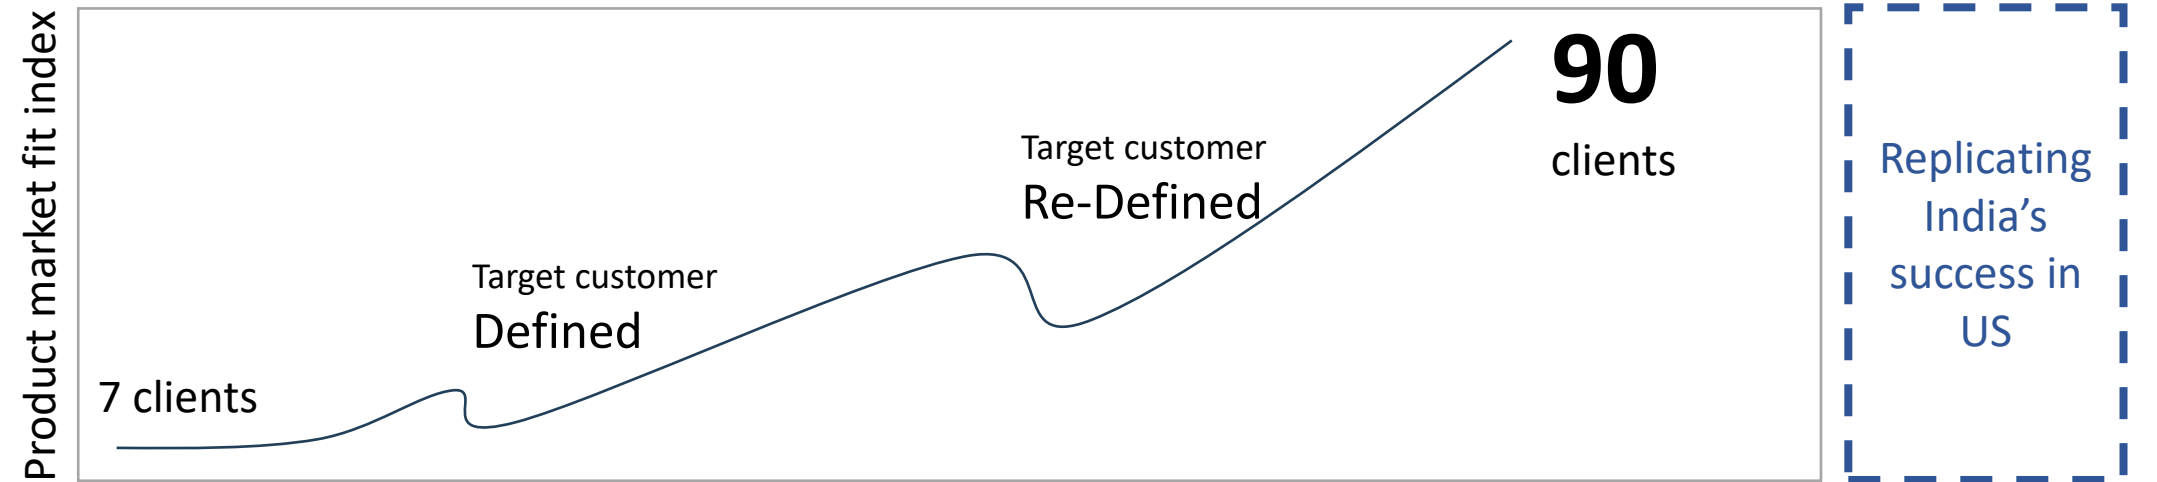 Product market fit index
7 clients
Target customer
Defined
Target customer
Re-Defined
90
clients
Replicating
India’s
success in
US